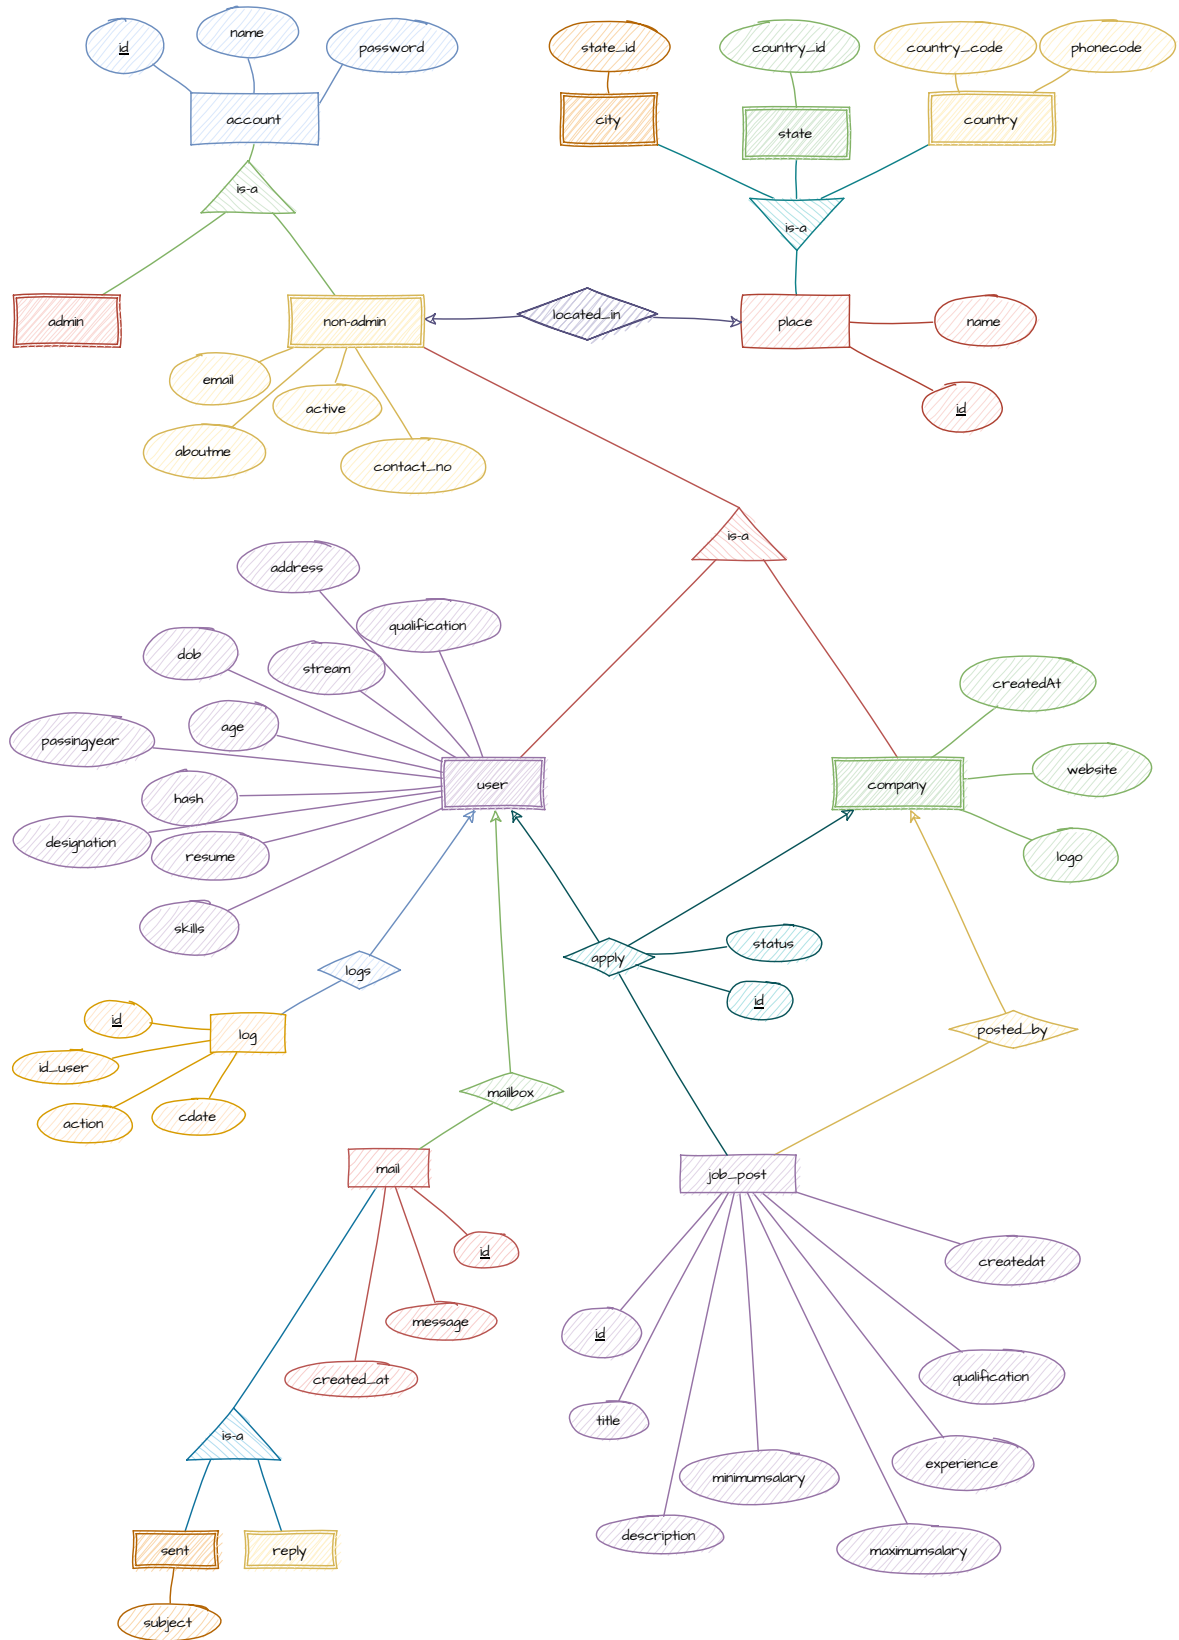 id
name
password
state_id
country_id
country_code
phonecode
account
city
state
country
is-a
is-a
admin
non-admin
located_in
place
name
email
active
id
aboutme
contact_no
is-a
address
qualification
dob
stream
createdAt
age
passingyear
website
user
company
hash
designation
resume
logo
skills
status
apply
logs
id
id
log
posted_by
id_user
mailbox
action
cdate
mail
job_post
id
createdat
message
id
created_at
qualification
title
is-a
experience
minimumsalary
description
sent
reply
maximumsalary
subject